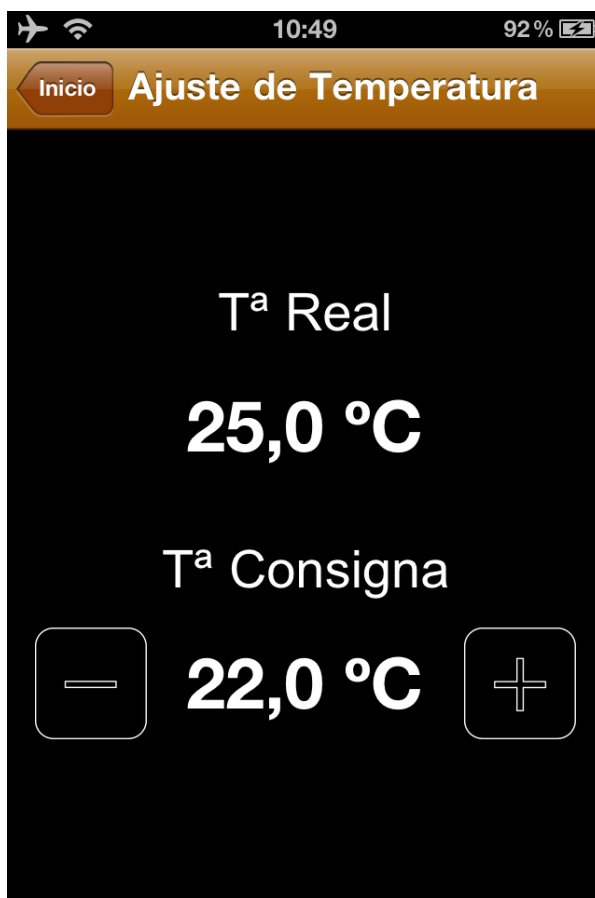 10:49 92%
Inicio Ajuste de Temperatura
Tª Real
25,0 ºC
Tª Consigna
22,0 ºC